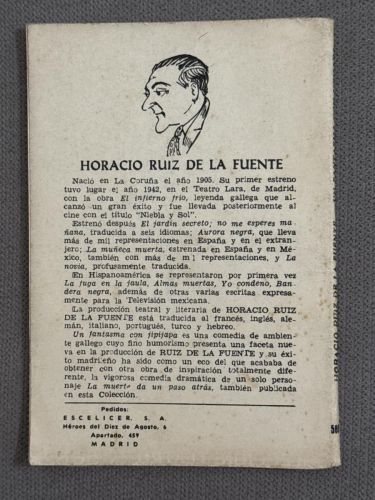 HORACIO RUIZ DE LA FUENTE
Nació en La Coruña el año 1905. Su primer estreno
tuvo lugar el año 1942, en el Teatro Lara, de Madrid,
con la obra El infierno frío, leyenda gallega que al-
canzó un gran éxito y fue llevada posteriormente al
cine con el título "Niebla y Sol".
Estrenó después El jardín secreto; no me esperes ma-
ñana, traducida a seis idiomas; Aurora negra, que lleva
más de mil representaciones en España y en el extran-
jero; La muñeca muerta, estrenada en España y en Mé-
xico, también con más de mil representaciones, y La
novia, profusamente traducida.
En Hispanoamérica se representaron por primera vez
La fuga en la jaula, Almas muertas, Yo condeno, Ban-
dera negra, además de otras varias escritas expresa-
mente para la Televisión mexicana.
La producción teatral y literaria de HORACIO RUIZ
DE LA FUENTE está traducida al francés, inglés, ale-
mán, italiano, portugués, turco y hebreo.
Un fantasma con jipijapa es una comedia de ambien-
te gallego cuyo fino humorismo presenta una faceta nue-
va en la producción de RUIZ DE LA FUENTE y su éxi-
to madrileño ha sido como un eco del que acababa de
obtener con otra obra de inspiración totalmente dife-
rente, la vigorosa comedia dramática de un solo perso-
naje La muerte da un paso atrás, también publicada
en esta Colección.
Pedidos:
ESCELICER, S. A.
Héroes del Diez de Agosto, 6
Apartado, 459
MADRID